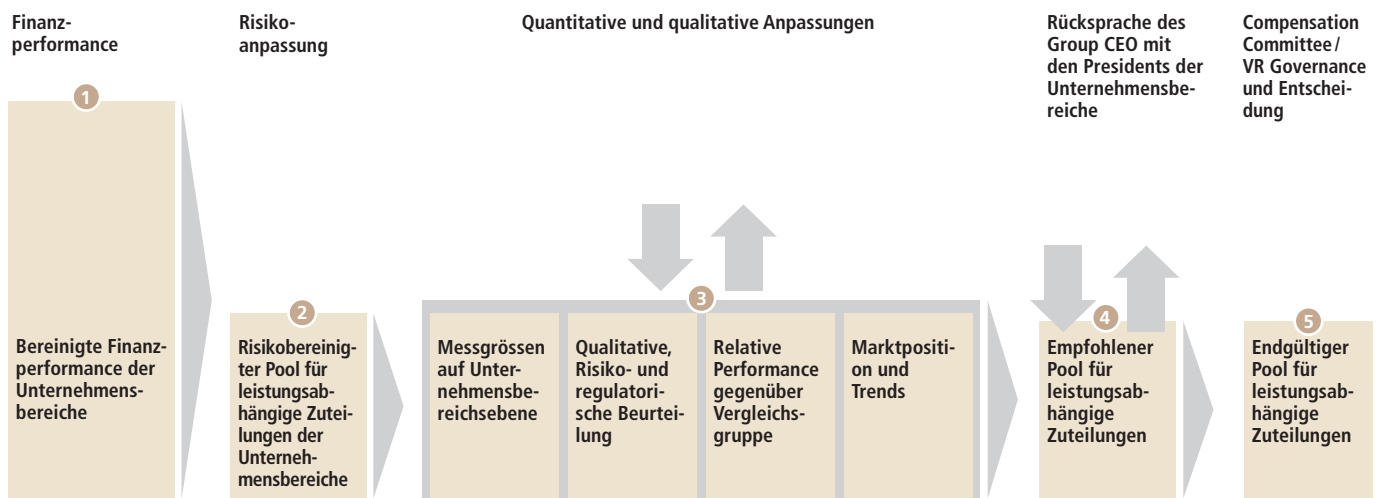 Finanz-
performance
Risiko-
anpassung
Quantitative und qualitative Anpassungen
Rücksprache des
Group CEO mit
den Presidents der
Unternehmensbe-
reiche
Compensation
Committee/
VR Governance
und Entschei-
dung
1
Bereinigte Finanz-
performance der
Unternehmens-
bereiche
2
Risikobereinig-
ter Pool für
leistungsab-
hängige Zutei-
lungen der
Unterneh-
mensbereiche
3
Messgrössen
auf Unter-
nehmensbe-
reichsebene
Qualitative,
Risiko- und
regulatori-
sche Beurtei-
lung
Relative
Performance
gegenüber
Vergleichs-
gruppe
Marktpositi-
on und
Trends
4
Empfohlener
Pool für
leistungsab-
hängige
Zuteilungen
5
Endgültiger
Pool für
leistungsab-
hängige
Zuteilungen